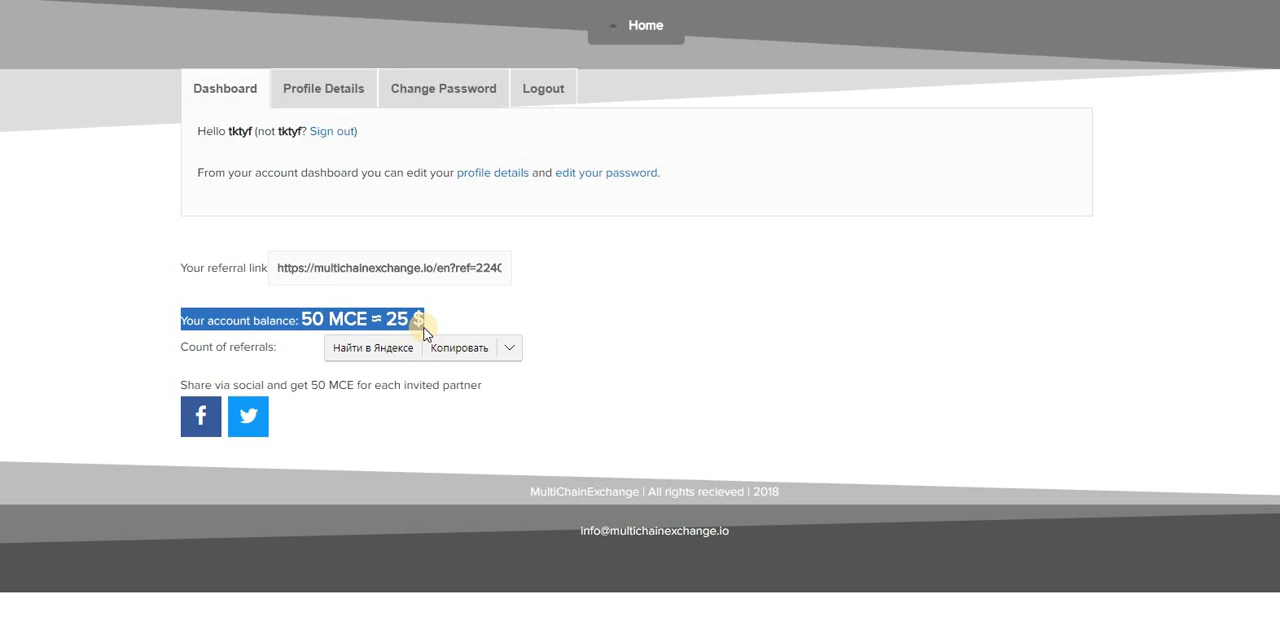 Home
Dashboard Profile Details Change Password Logout
Hello tktyf (not tktyf? Sign out)
From your account dashboard you can edit your profile details and edit your password.
Your referral link https://multichainexchange.io/en?ref=224
Your account balance: 50 MCE ≈ 25 $
Count of referrals:
Найти в Яндексе Копировать
Share via social and get 50 MCE for each invited partner
MultiChainExchange | All rights recieved | 2018
info@multichainexchange.io